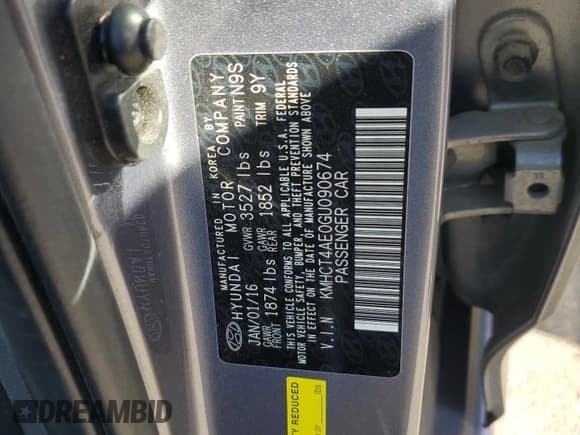 MANUFACTURED IN KOREA BY
HYUNDAI MOTOR COMPANY
JAN/01/16 GVWR 3527 lbs PAINT N9S
GAWR FRONT 1874 lbs GAWR REAR 1852 lbs TRIM 9Y
THIS VEHICLE CONFORMS TO ALL APPLICABLE U.S.A. FEDERAL
MOTOR VEHICLE SAFETY, BUMPER, AND THEFT PREVENTION STANDARDS
IN EFFECT ON THE DATE OF MANUFACTURE SHOWN ABOVE
V.I.N KMHCT4AE0GU090674
PASSENGER CAR
TY REDUCED
lbs
DREAMBID